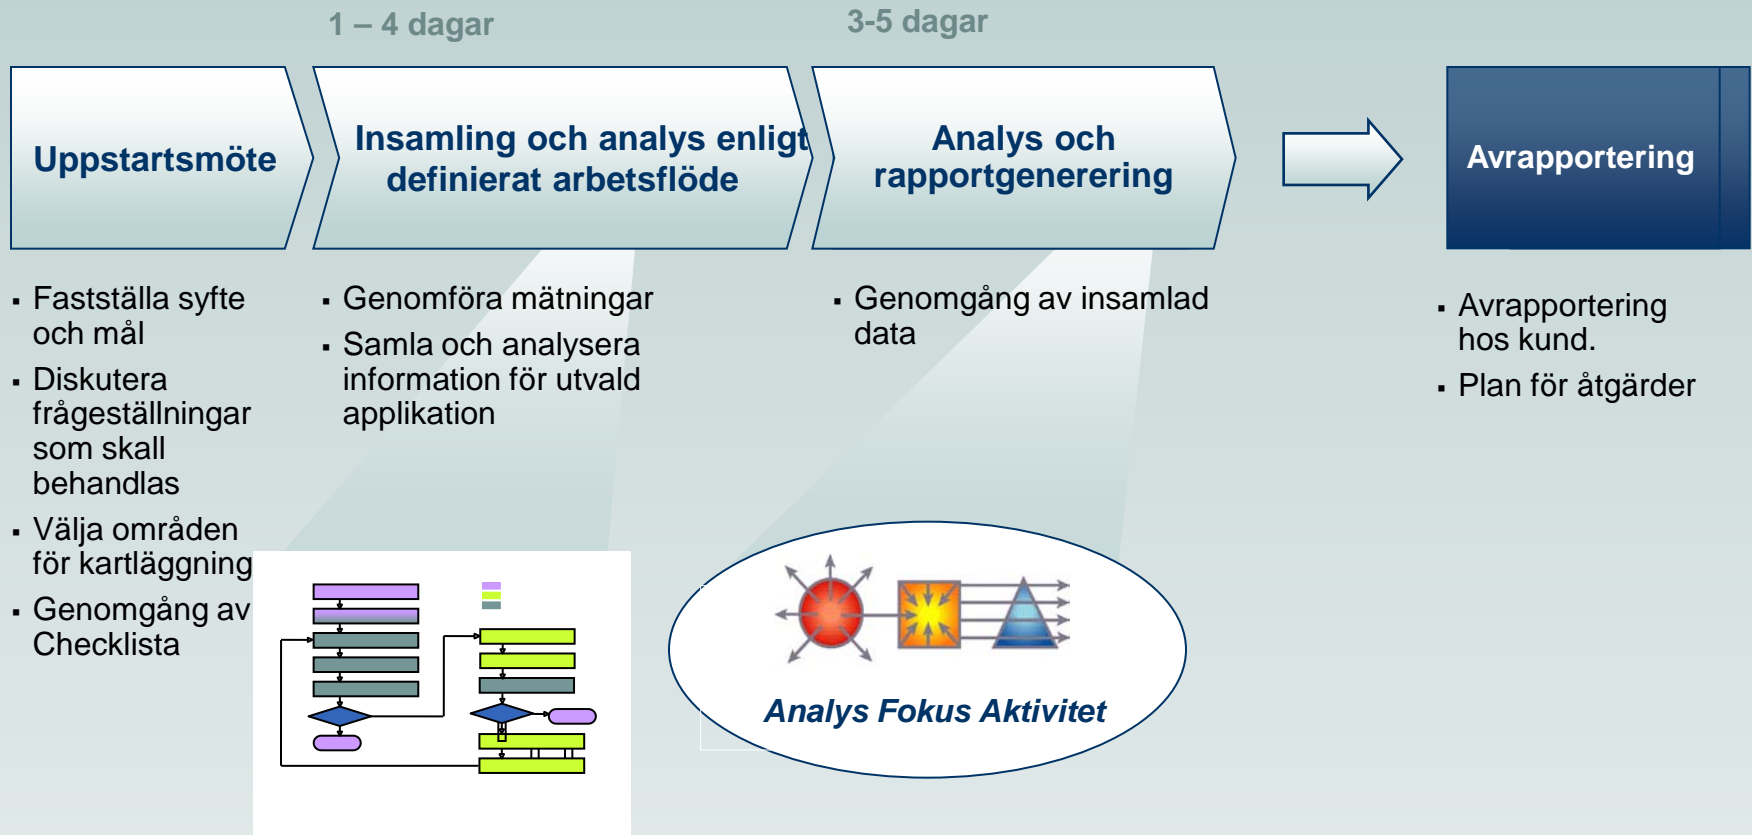 1 – 4 dagar
3-5 dagar
Uppstartsmöte
Insamling och analys enligt
definierat arbetsflöde
Analys och
rapportgenerering
Avrapportering
▪ Fastställa syfte
och mål
▪ Diskutera
frågeställningar
som skall
behandlas
▪ Välja områden
för kartläggning
▪ Genomgång av
Checklista
▪ Genomföra mätningar
▪ Samla och analysera
information för utvald
applikation
▪ Genomgång av insamlad
data
▪ Avrapportering
hos kund.
▪ Plan för åtgärder
Analys Fokus Aktivitet